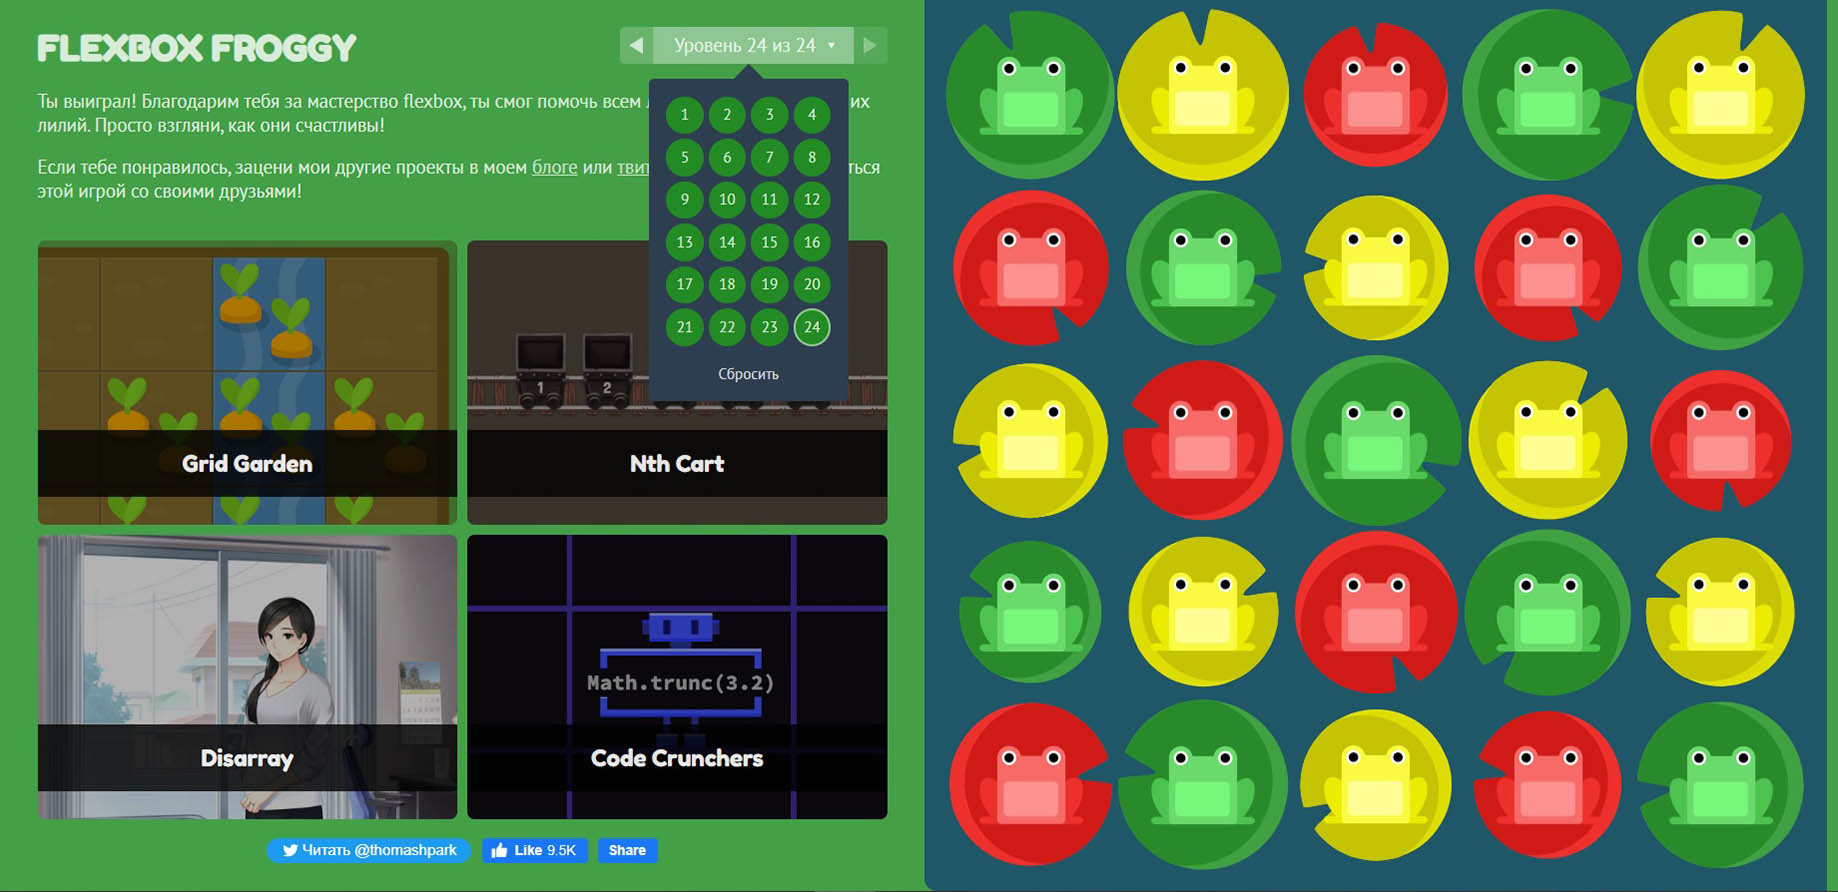 FLEXBOX FROGGY
Уровень 24 из 24
Ты выиграл! Благодарим тебя за мастерство flexbox, ты смог помочь всем их
лилий. Просто взгляни, как они счастливы!
Если тебе понравилось, зацени мои другие проекты в моем блоге или твит ться
этой игрой со своими друзьями!
1 2 3 4
5 6 7 8
9 10 11 12
13 14 15 16
17 18 19 20
21 22 23 24
Сбросить
1 2
Grid Garden
Nth Cart
Math.trunc(3.2)
Disarray
Code Crunchers
Читать @thomashpark
Like 9.5K
Share